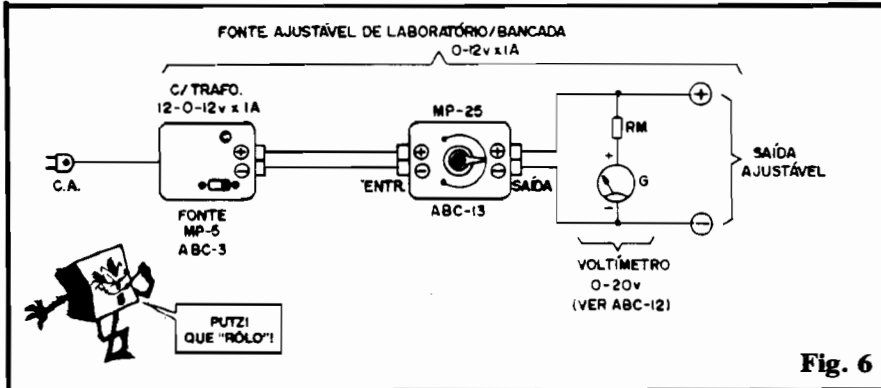 FONTE AJUSTÁVEL DE LABORATÓRIO/BANCADA
0-12v x 1A
C/TRAFO.
12-0-12v x 1A
MP-25
+
-
+
-
+
-
C.A.
ENTR.
SAÍDA
FONTE
MP-5
ABC-3
ABC-13
RM
+
G
-
+
-
SAÍDA
AJUSTÁVEL
VOLTÍMETRO
0-20v
(VER ABC-12)
PUTZ!
QUE "RÔLO"!
Fig. 6